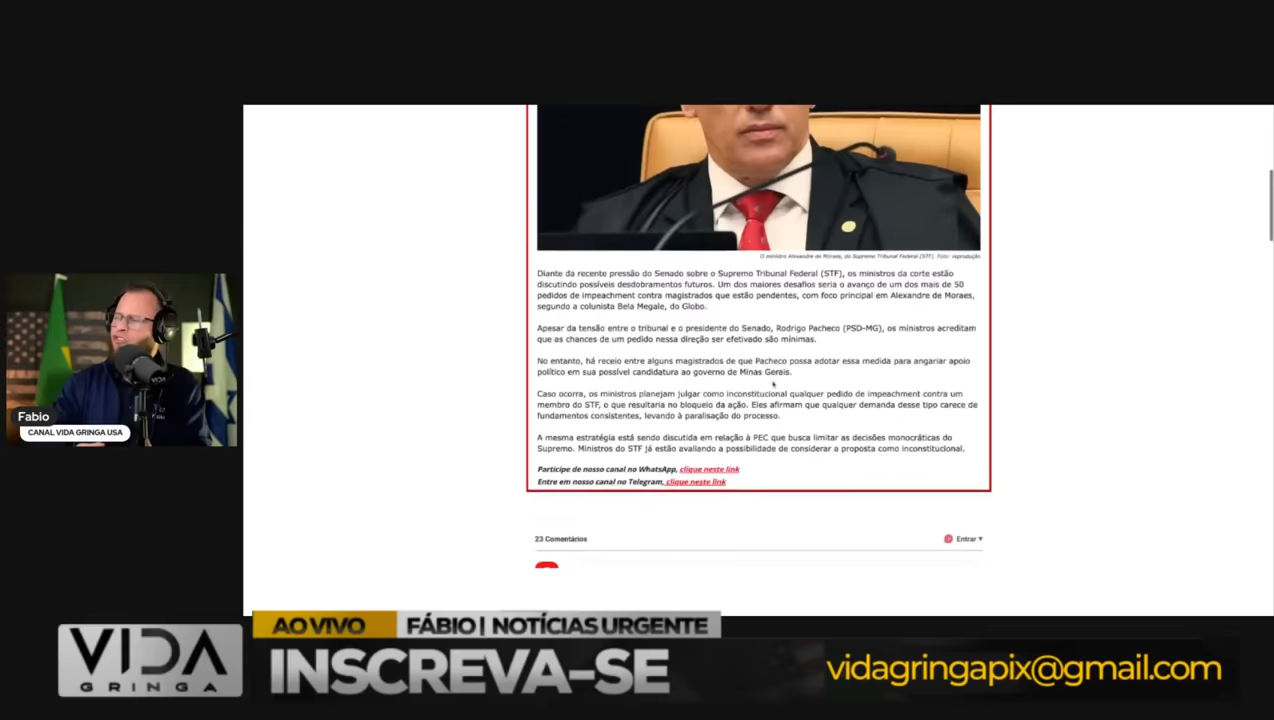 O ministro Alexandre de Moraes, do Supremo Tribunal Federal (STF). Foto: reprodução
Diante da recente pressão do Senado sobre o Supremo Tribunal Federal (STF), os ministros da corte estão
discutindo possíveis desdobramentos futuros. Um dos maiores desafios seria o avanço de um dos mais de 50
pedidos de impeachment contra magistrados que estão pendentes, com foco principal em Alexandre de Moraes,
segundo a colunista Bela Megale, do Globo.
Apesar da tensão entre o tribunal e o presidente do Senado, Rodrigo Pacheco (PSD-MG), os ministros acreditam
que as chances de um pedido nessa direção ser efetivado são mínimas.
No entanto, há receio entre alguns magistrados de que Pacheco possa adotar essa medida para angariar apoio
político em sua possível candidatura ao governo de Minas Gerais.
Caso ocorra, os ministros planejam julgar como inconstitucional qualquer pedido de impeachment contra um
membro do STF, o que resultaria no bloqueio da ação. Eles afirmam que qualquer demanda desse tipo carece de
fundamentos consistentes, levando à paralisação do processo.
A mesma estratégia está sendo discutida em relação à PEC que busca limitar as decisões monocráticas do
Supremo. Ministros do STF já estão avaliando a possibilidade de considerar a proposta como inconstitucional.
Participe de nosso canal no WhatsApp, clique neste link
Entre em nosso canal no Telegram, clique neste link
23 Comentários
Entrar
Fabio
CANAL VIDA GRINGA USA
AO VIVO
FÁBIO | NOTÍCIAS URGENTE
VIDA
GRINGA
INSCREVA-SE
vidagringapix@gmail.com